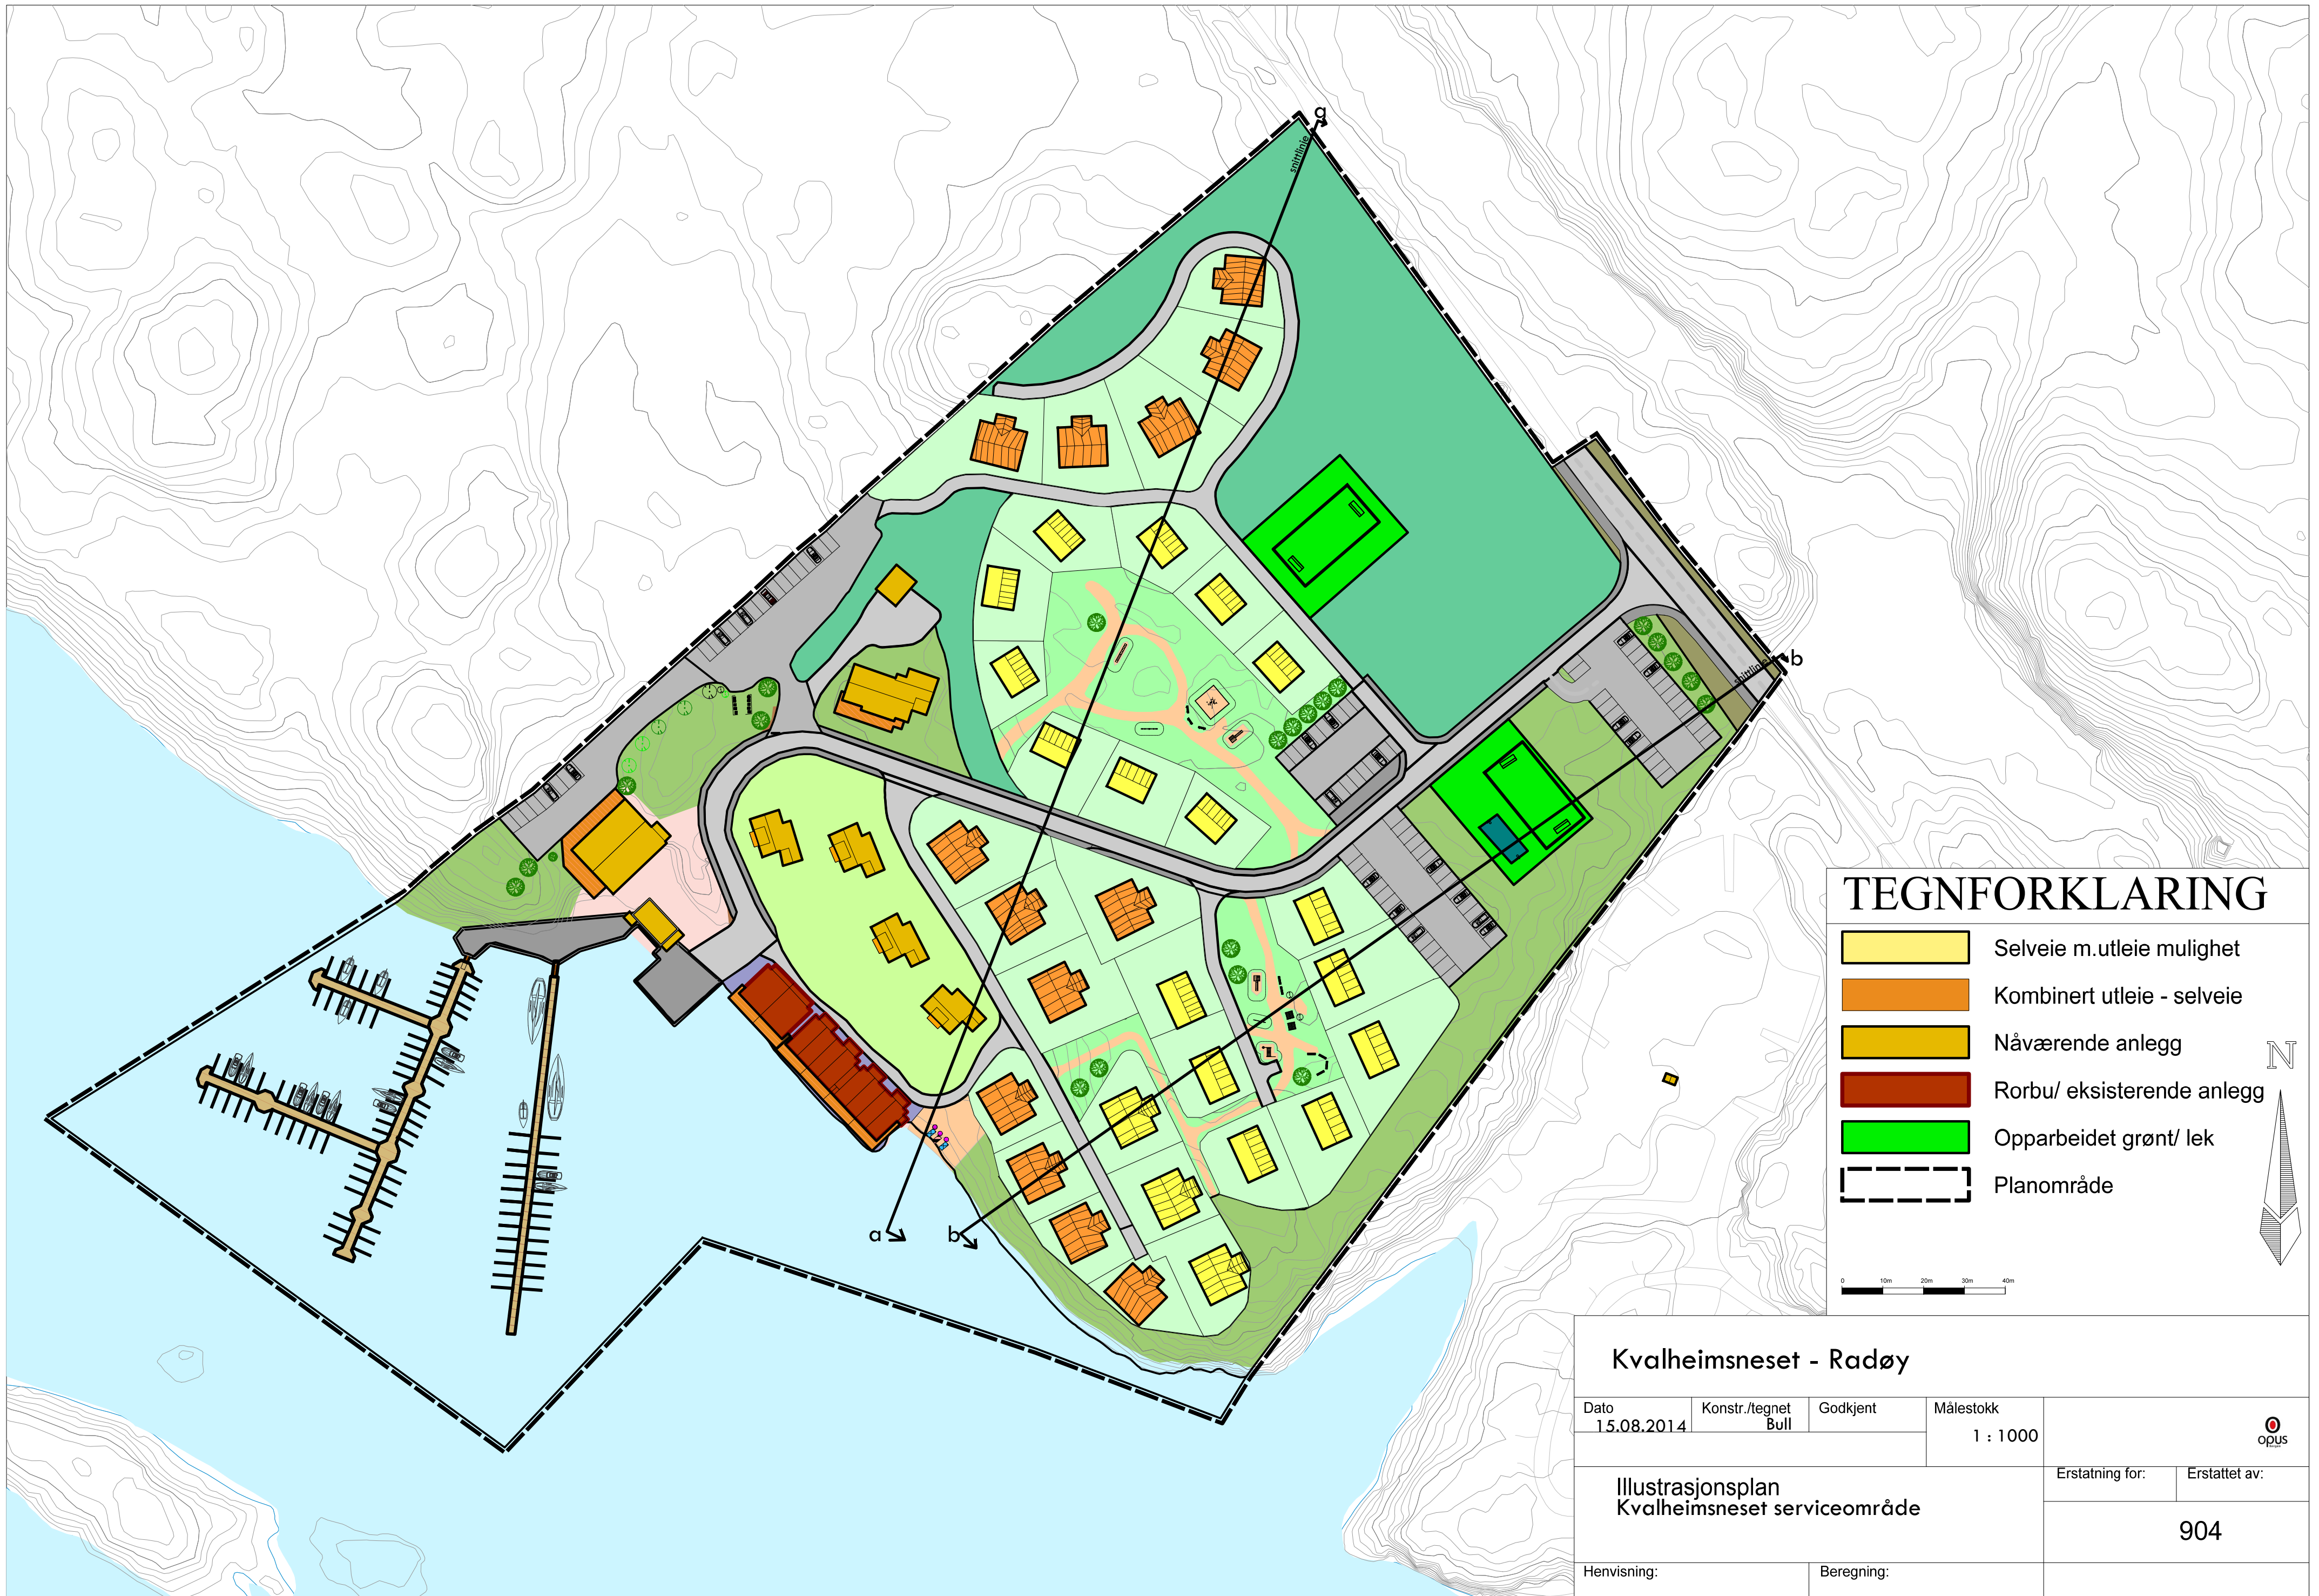 a
snittlinie
snittlinie
b
a
b
TEGNFORKLARING
Selveie m.utleie mulighet
Kombinert utleie - selveie
Nåværende anlegg
Rorbu/ eksisterende anlegg
Opparbeidet grønt/ lek
Planområde
N
0 10m 20m 30m 40m
Kvalheimsneset - Radøy
Dato Konstr./tegnet Godkjent Målestokk
15.08.2014 Bull 1 : 1000
opus
Illustrasjonsplan
Kvalheimsneset serviceområde
Erstatning for: Erstattet av:
904
Henvisning: Beregning: